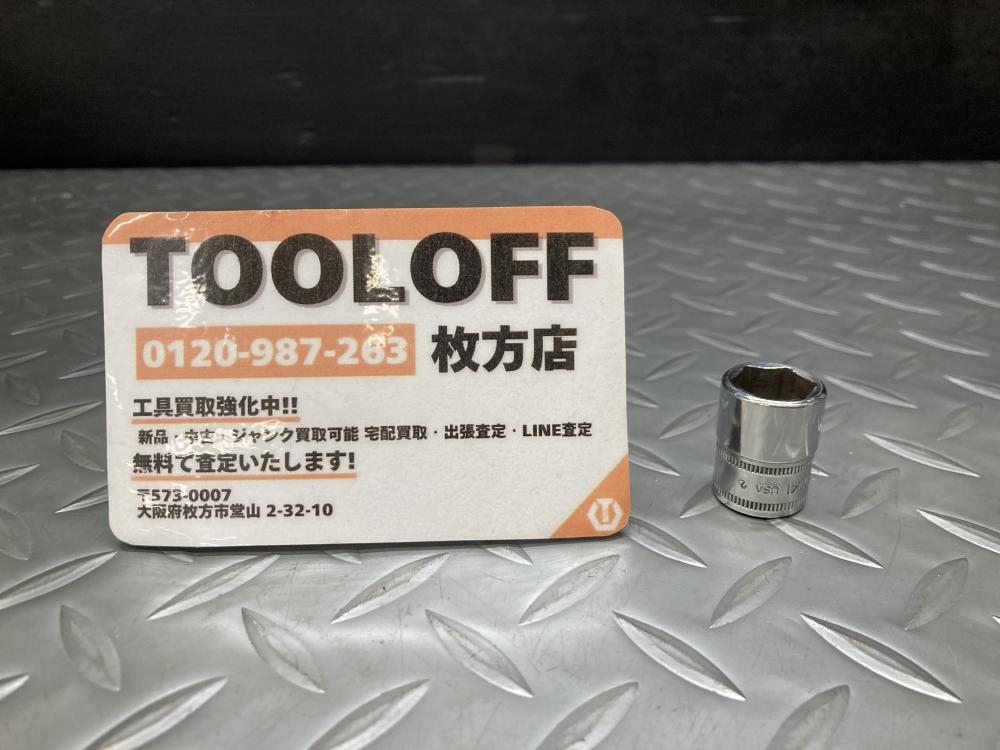 TOOLOFF
0120-987-263 枚方店
工具買取強化中!!
新品・中古・ジャンク買取可能 宅配買取・出張査定・LINE査定
無料で査定いたします!
〒573-0007
大阪府枚方市堂山 2-32-10
USA